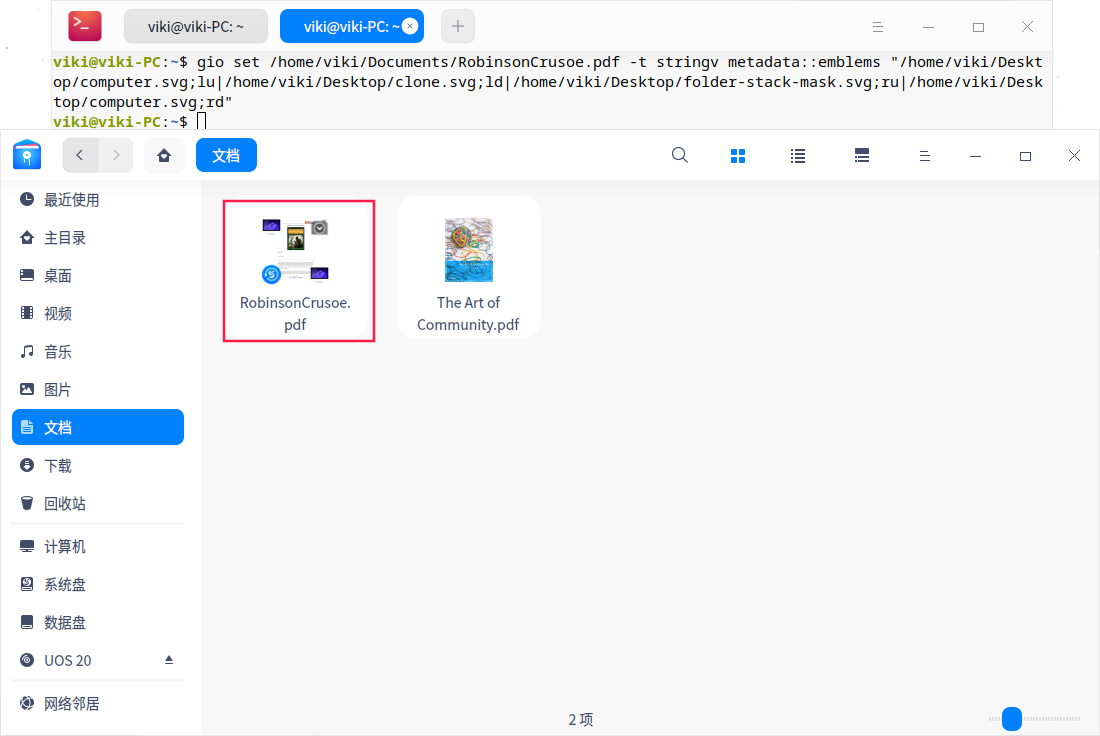 viki@viki-PC: ~
viki@viki-PC: ~
viki@viki-PC:~$ gio set /home/viki/Documents/RobinsonCrusoe.pdf -t stringv metadata::emblems "/home/viki/Deskt
op/computer.svg;lu|/home/viki/Desktop/clone.svg;ld|/home/viki/Desktop/folder-stack-mask.svg;ru|/home/viki/Desk
top/computer.svg;rd"
viki@viki-PC:~$
文档
最近使用
主目录
桌面
视频
音乐
图片
文档
下载
回收站
计算机
系统盘
数据盘
UOS 20
网络邻居
RobinsonCrusoe.
pdf
The Art of
Community.pdf
2 项